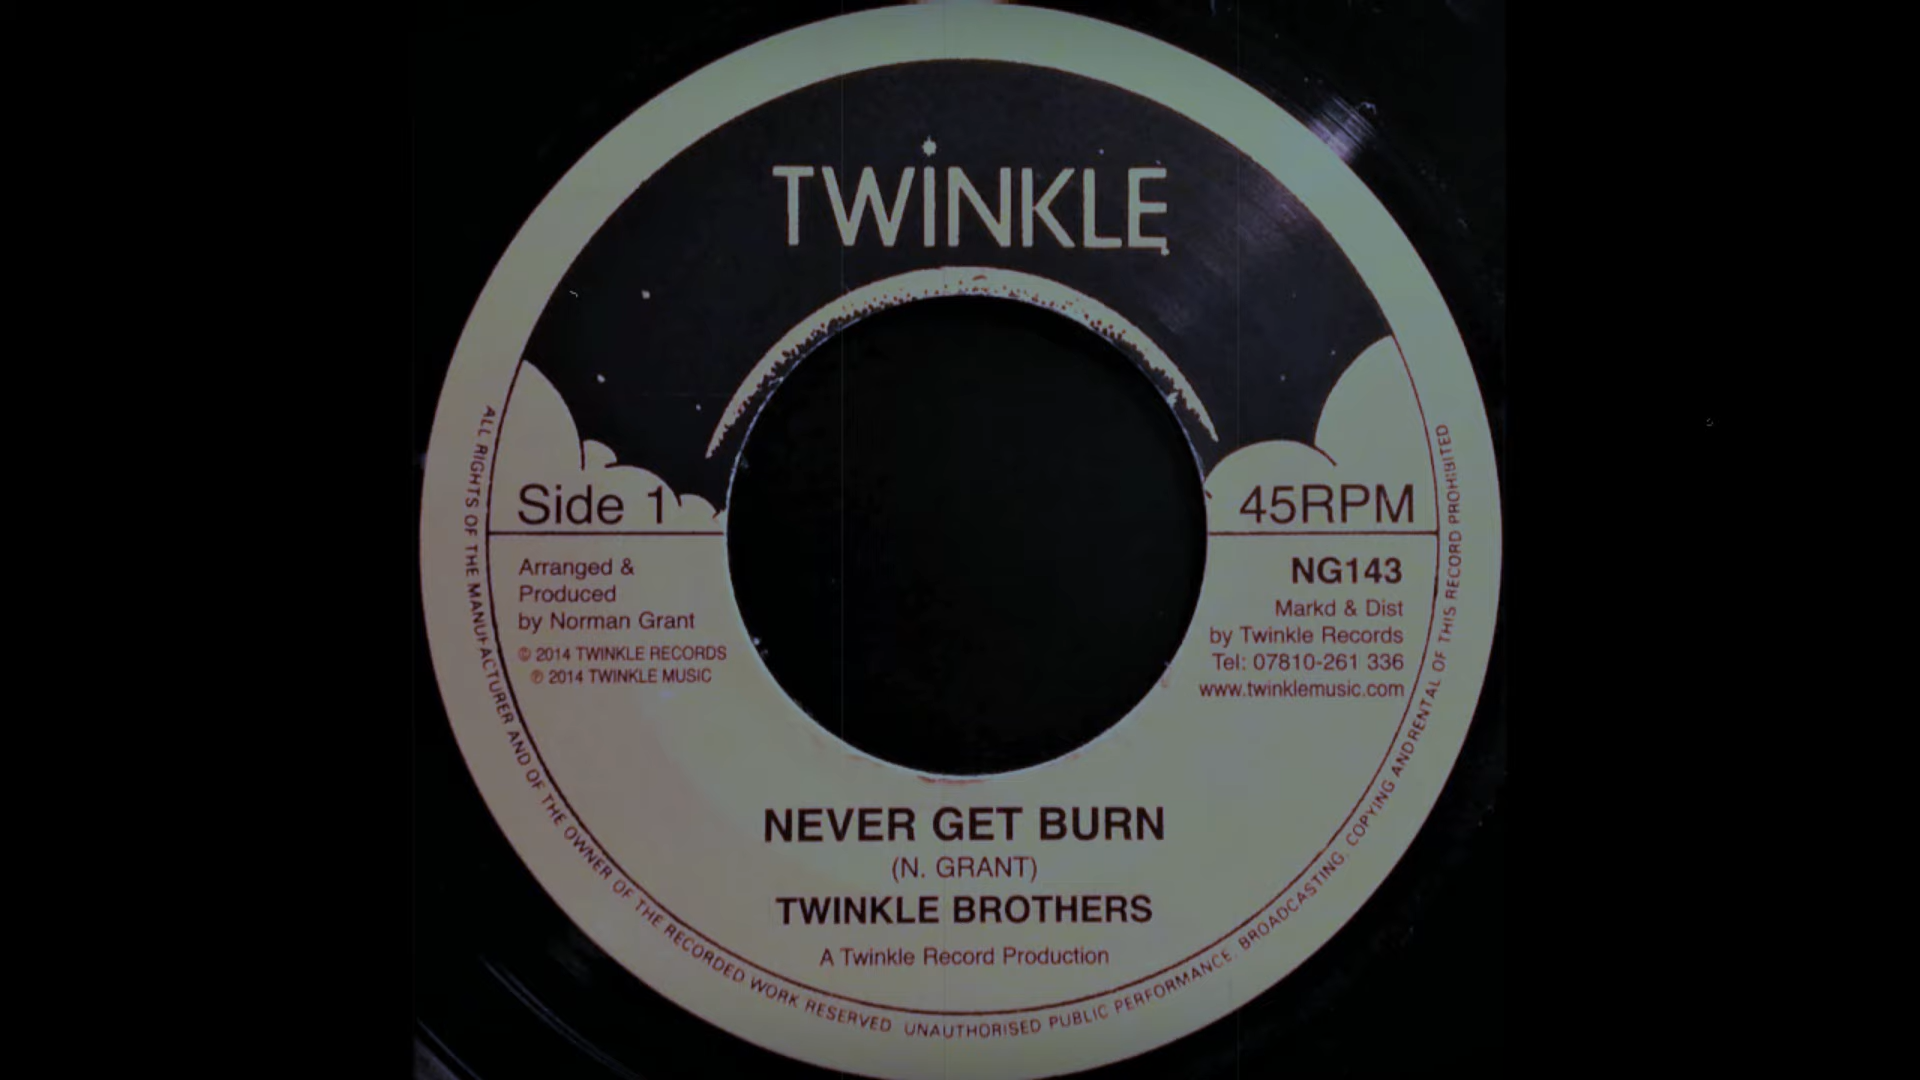 TWINKLE
Side 1
45RPM
Arranged &
Produced
by Norman Grant
© 2014 TWINKLE RECORDS
℗ 2014 TWINKLE MUSIC
NG143
Markd & Dist
by Twinkle Records
Tel: 07810-261 336
www.twinklemusic.com
NEVER GET BURN
(N. GRANT)
TWINKLE BROTHERS
A Twinkle Record Production
ALL RIGHTS OF THE MANUFACTURER AND OF THE OWNER OF THE RECORDED WORK RESERVED UNAUTHORISED PUBLIC PERFORMANCE. BROADCASTING. COPYING AND RENTAL OF THIS RECORD PROHIBITED